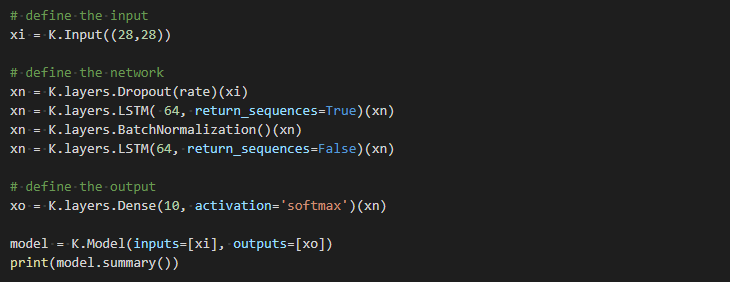 # define the input
xi = K.Input((28,28))
# define the network
xn = K.layers.Dropout(rate)(xi)
xn = K.layers.LSTM( 64, return_sequences=True)(xn)
xn = K.layers.BatchNormalization()(xn)
xn = K.layers.LSTM(64, return_sequences=False)(xn)
# define the output
xo = K.layers.Dense(10, activation='softmax')(xn)
model = K.Model(inputs=[xi], outputs=[xo])
print(model.summary())